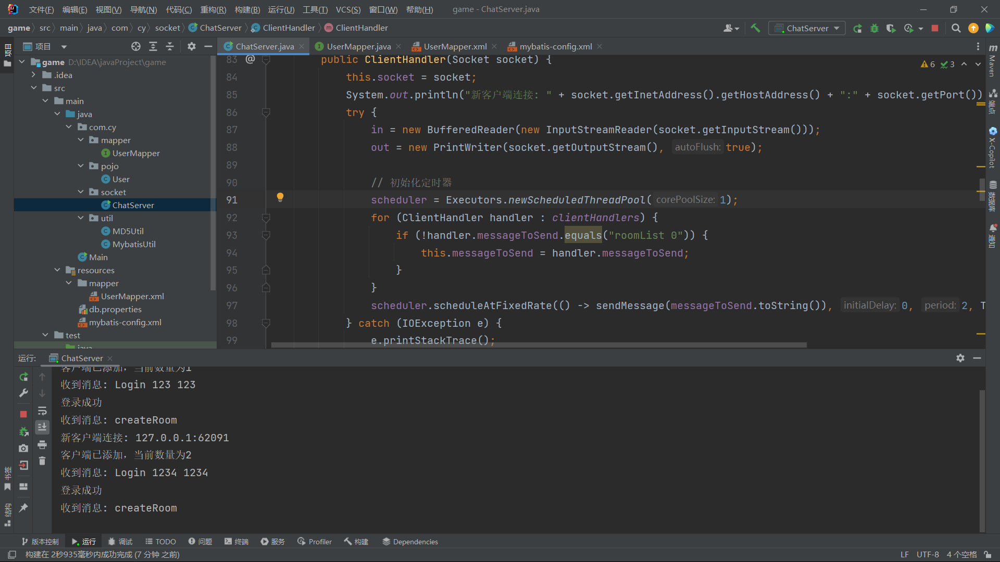 文件(F) 编辑(E) 视图(V) 导航(N) 代码(C) 重构(R) 构建(B) 运行(U) 工具(T) VCS(S) 窗口(W) 帮助(H) game - ChatServer.java
game src main java com cy socket ChatServer ClientHandler ClientHandler ChatServer
项目 ChatServer.java UserMapper.java UserMapper.xml mybatis-config.xml
项目
game D:\IDEA\javaProject\game
.idea
src
main
java
com.cy
mapper
UserMapper
pojo
User
socket
ChatServer
util
MD5Util
MybatisUtil
Main
resources
mapper
UserMapper.xml
db.properties
mybatis-config.xml
test
java
6 3
83 @ public ClientHandler(Socket socket) {
84 this.socket = socket;
85 System.out.println("新客户端连接: " + socket.getInetAddress().getHostAddress() + ":" + socket.getPort())
86 try {
87 in = new BufferedReader(new InputStreamReader(socket.getInputStream()));
88 out = new PrintWriter(socket.getOutputStream(), autoFlush: true);
89
90 // 初始化定时器
91 scheduler = Executors.newScheduledThreadPool( corePoolSize: 1);
92 for (ClientHandler handler : clientHandlers) {
93 if (!handler.messageToSend.equals("roomList 0")) {
94 this.messageToSend = handler.messageToSend;
95 }
96 }
97 scheduler.scheduleAtFixedRate(() -> sendMessage(messageToSend.toString()), initialDelay: 0, period: 2, T
98 } catch (IOException e) {
99 e.printStackTrace();
Maven
端点
X-Copilot
数据库
通知
运行: ChatServer
客户端已添加，当前数量为1
收到消息: Login 123 123
登录成功
收到消息: createRoom
新客户端连接: 127.0.0.1:62091
客户端已添加，当前数量为2
收到消息: Login 1234 1234
登录成功
收到消息: createRoom
书签
结构
版本控制 运行 调试 TODO 问题 终端 服务 Profiler 构建 Dependencies
构建在 2秒935毫秒内成功完成 (7 分钟 之前) LF UTF-8 4 个空格